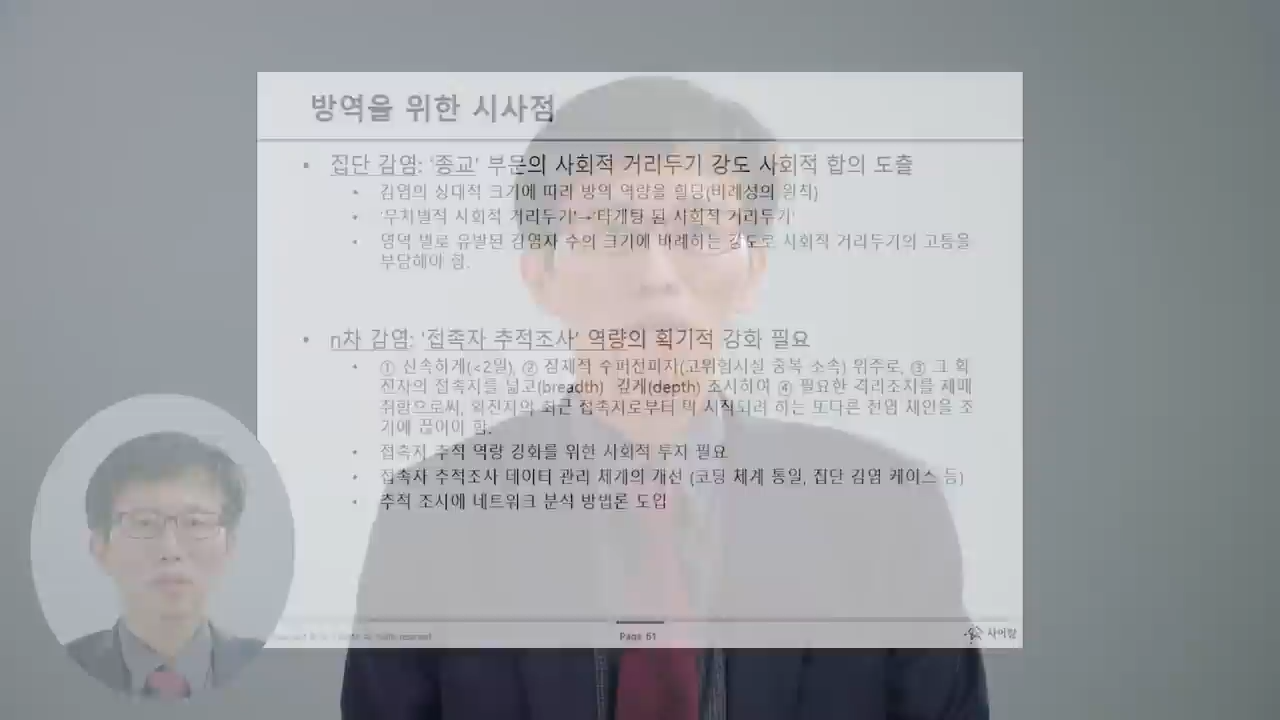 방역을 위한 시사점
▪ 집단 감염: '종교' 부문의 사회적 거리두기 강도 사회적 합의 도출
• 감염의 상대적 크기에 따라 방역 역량을 할당(비례성의 원칙)
• '무차별적 사회적 거리두기'→'타게팅 된 사회적 거리두기'
• 영역 별로 유발된 감염자 수의 크기에 비례하는 강도로 사회적 거리두기의 고통을
부담해야 함.
▪ n차 감염: '접촉자 추적조사' 역량의 획기적 강화 필요
• ① 신속하게(<2일), ② 잠재적 수퍼전파자(고위험시설 중복 소속) 위주로, ③ 그 확
진자의 접촉자를 넓고(breadth) 깊게(depth) 조사하여 ④ 필요한 격리조치를 제때
취함으로써, 확진자의 최근 접촉자로부터 막 시작되려 하는 또다른 전염 체인을 조
기에 끊어야 함.
• 접촉자 추적 역량 강화를 위한 사회적 투자 필요
• 접촉자 추적조사 데이터 관리 체계의 개선 (코딩 체계 통일, 집단 감염 케이스 등)
• 추적 조사에 네트워크 분석 방법론 도입
All rights reserved
Page 61
사이람